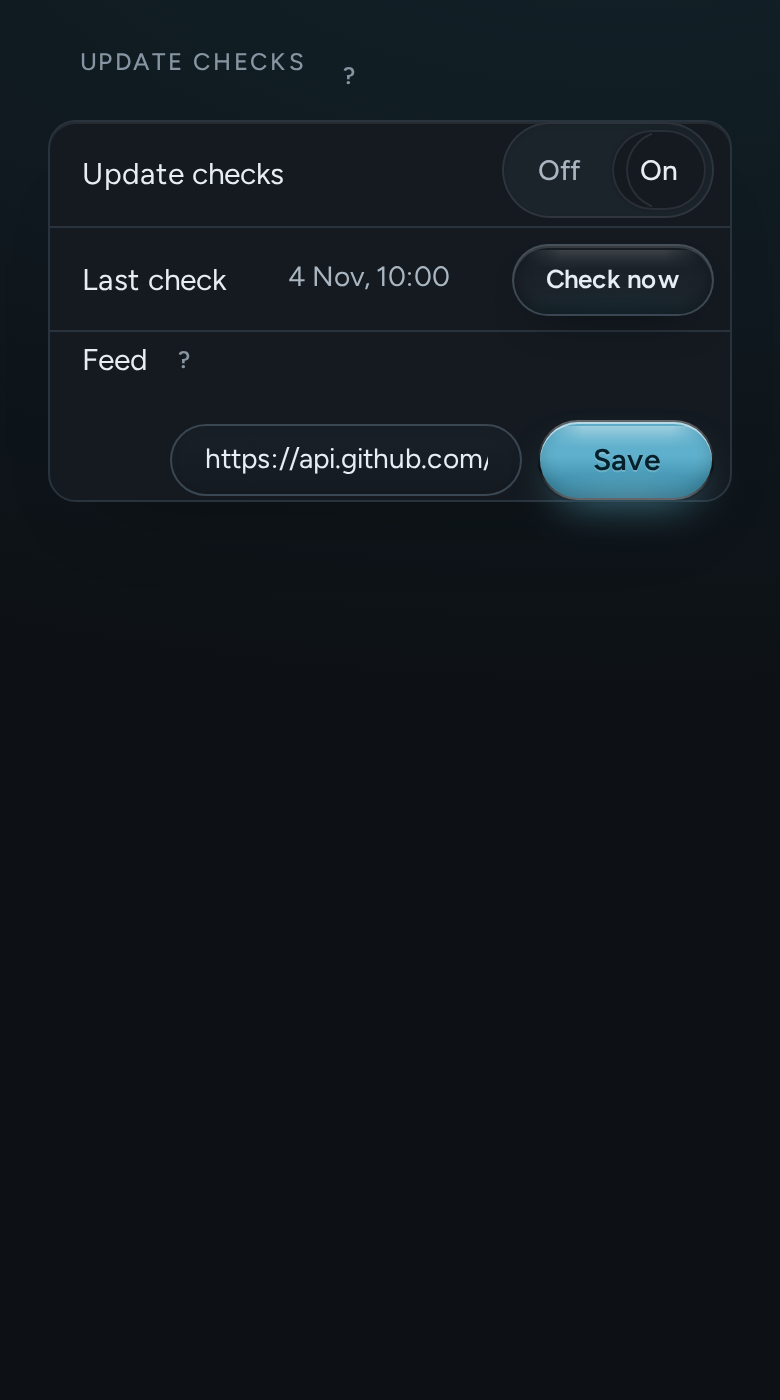 UPDATE CHECKS ?
Update checks Off On
Last check 4 Nov, 10:00 Check now
Feed ?
https://api.github.com/ Save